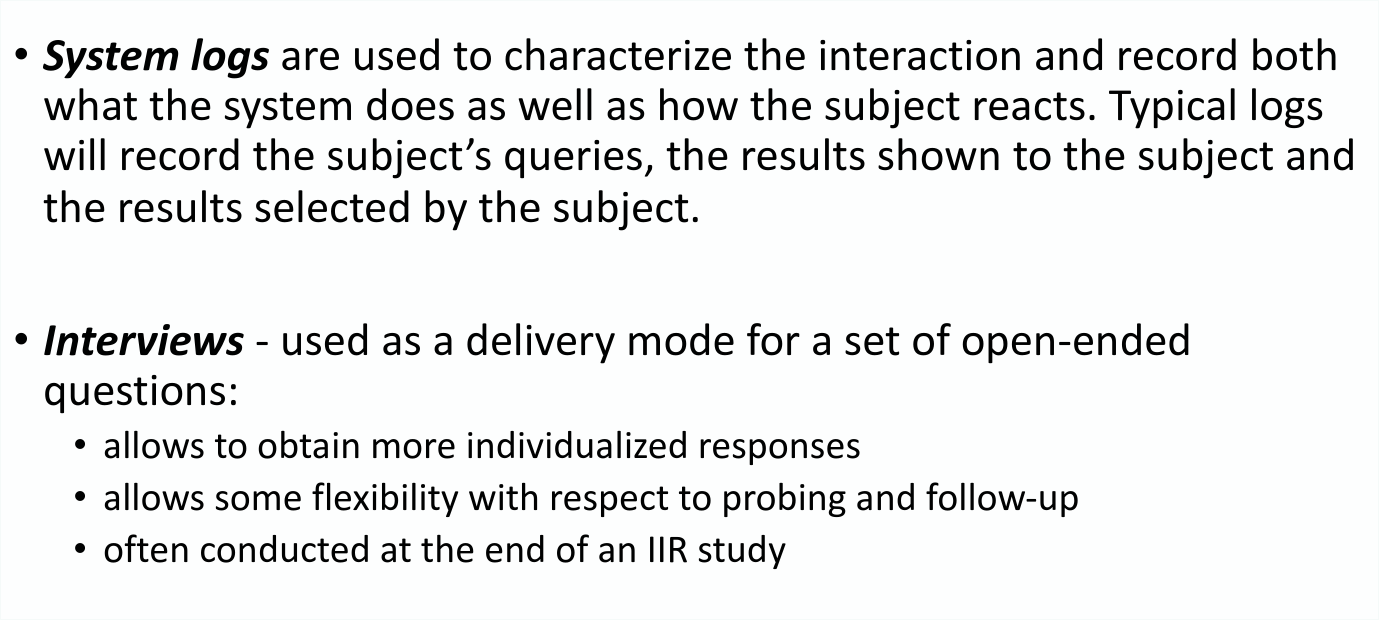 • System logs are used to characterize the interaction and record both
what the system does as well as how the subject reacts. Typical logs
will record the subject’s queries, the results shown to the subject and
the results selected by the subject.
• Interviews - used as a delivery mode for a set of open-ended
questions:
• allows to obtain more individualized responses
• allows some flexibility with respect to probing and follow-up
• often conducted at the end of an IIR study